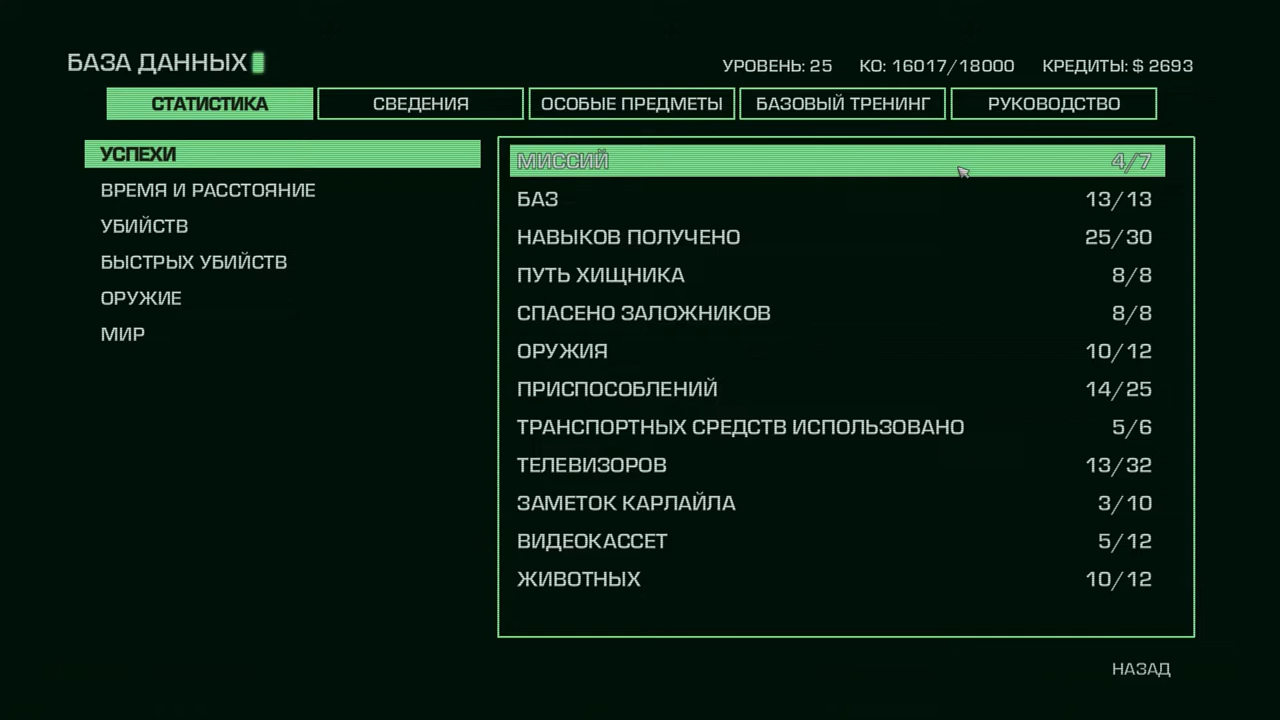 БАЗА ДАННЫХ
УРОВЕНЬ: 25 КО: 16017/18000 КРЕДИТЫ: $ 2693
СТАТИСТИКА СВЕДЕНИЯ ОСОБЫЕ ПРЕДМЕТЫ БАЗОВЫЙ ТРЕНИНГ РУКОВОДСТВО
УСПЕХИ
ВРЕМЯ И РАССТОЯНИЕ
УБИЙСТВ
БЫСТРЫХ УБИЙСТВ
ОРУЖИЕ
МИР
МИССИЙ 4/7
БАЗ 13/13
НАВЫКОВ ПОЛУЧЕНО 25/30
ПУТЬ ХИЩНИКА 8/8
СПАСЕНО ЗАЛОЖНИКОВ 8/8
ОРУЖИЯ 10/12
ПРИСПОСОБЛЕНИЙ 14/25
ТРАНСПОРТНЫХ СРЕДСТВ ИСПОЛЬЗОВАНО 5/6
ТЕЛЕВИЗОРОВ 13/32
ЗАМЕТОК КАРЛАЙЛА 3/10
ВИДЕОКАССЕТ 5/12
ЖИВОТНЫХ 10/12
НАЗАД